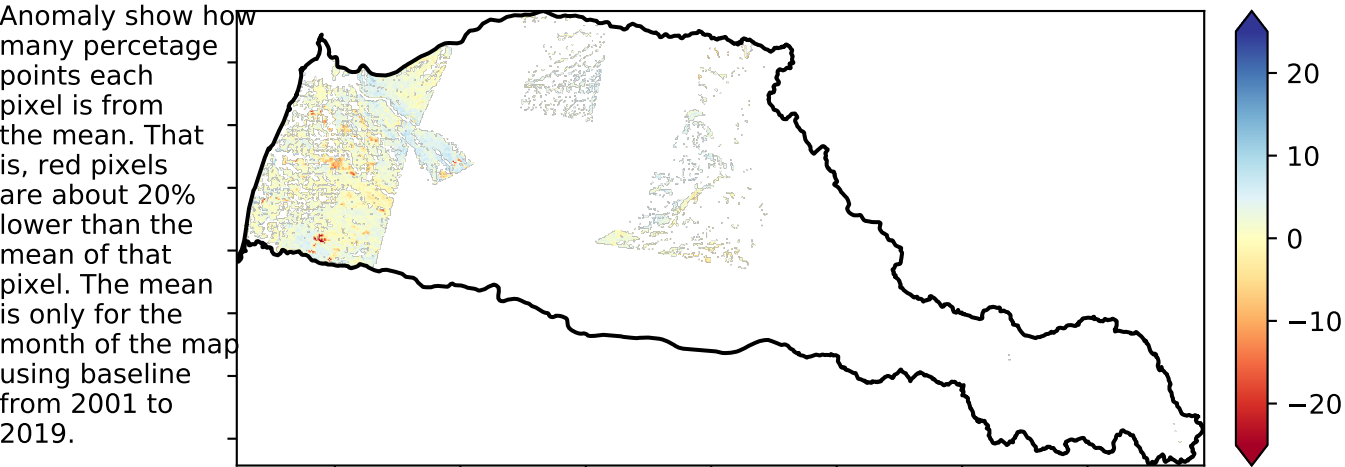 Anomaly show how
many percetage
points each
pixel is from
the mean. That
is, red pixels
are about 20%
lower than the
mean of that
pixel. The mean
is only for the
month of the map
using baseline
from 2001 to
2019.
20
10
0
−10
−20